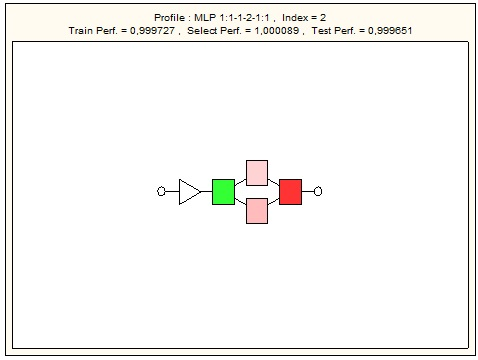 Profile : MLP 1:1-1-2-1:1 , Index = 2
Train Perf. = 0,999727 , Select Perf. = 1,000089 , Test Perf. = 0,999651